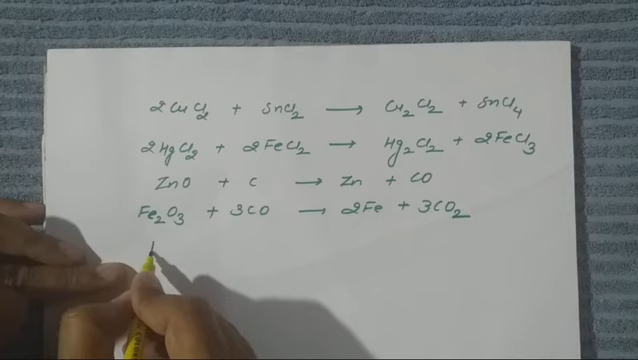 2CuCl2 + SnCl2 → Cu2Cl2 + SnCl4
2HgCl2 + 2FeCl2 → Hg2Cl2 + 2FeCl3
ZnO + C → Zn + CO
Fe2O3 + 3CO → 2Fe + 3CO2